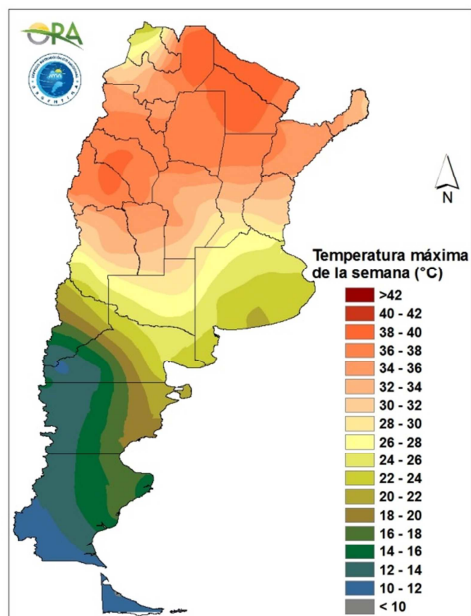 ORA
N
Temperatura máxima
de la semana (°C)
>42
40 - 42
38 - 40
36 - 38
34 - 36
32 - 34
30 - 32
28 - 30
26 - 28
24 - 26
22 - 24
20 - 22
18 - 20
16 - 18
14 - 16
12 - 14
10 - 12
< 10